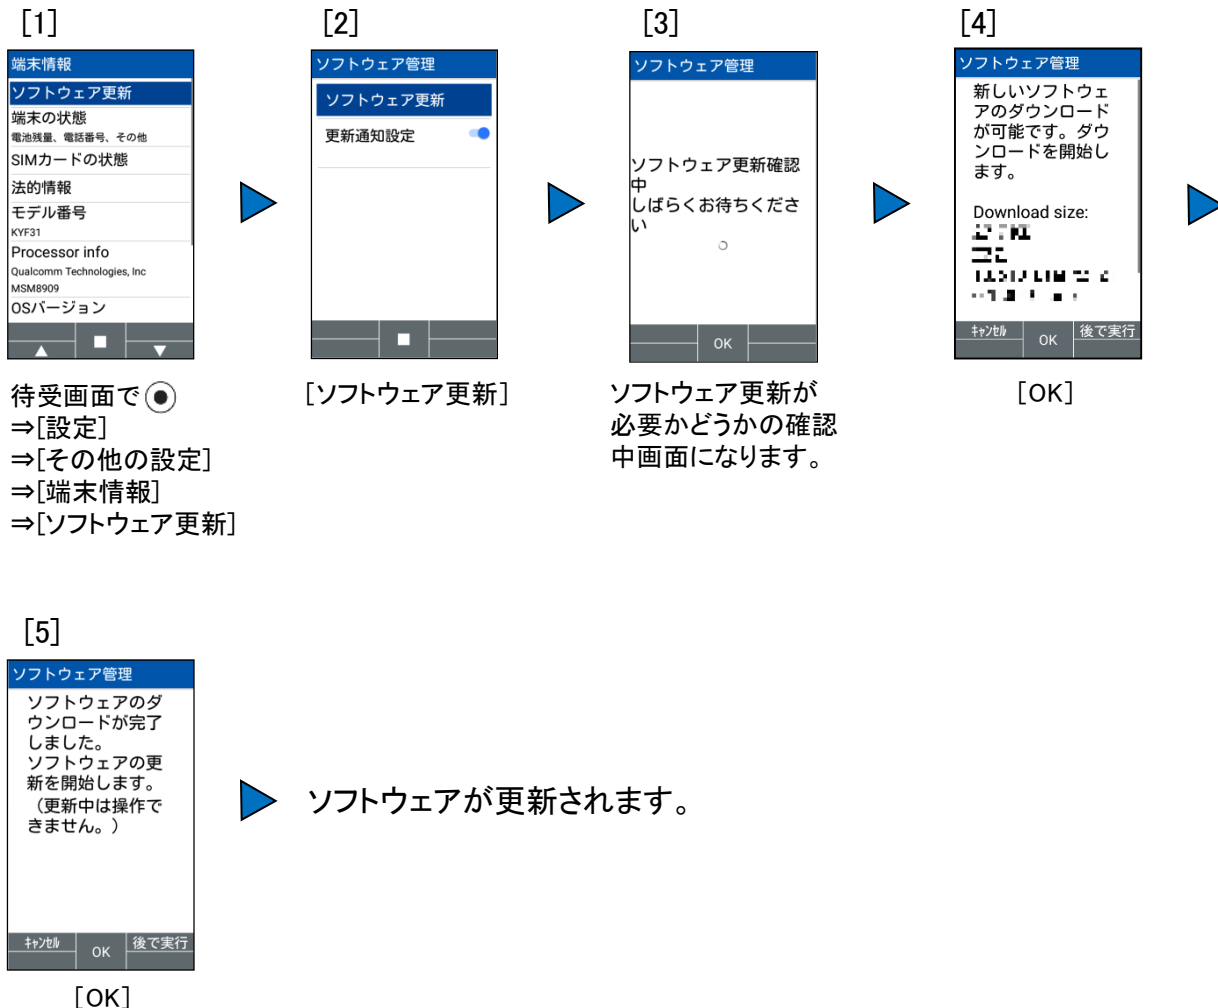 [1]
端末情報
ソフトウェア更新
端末の状態
電池残量、電話番号、その他
SIMカードの状態
法的情報
モデル番号
KYF31
Processor info
Qualcomm Technologies, Inc
MSM8909
OSバージョン
待受画面で
⇒[設定]
⇒[その他の設定]
⇒[端末情報]
⇒[ソフトウェア更新]
[2]
ソフトウェア管理
ソフトウェア更新
更新通知設定
[ソフトウェア更新]
[3]
ソフトウェア管理
ソフトウェア更新確認
中
しばらくお待ちくださ
い
OK
ソフトウェア更新が
必要かどうかの確認
中画面になります。
[4]
ソフトウェア管理
新しいソフトウェ
アのダウンロード
が可能です。ダウ
ンロードを開始し
ます。
Download size:
ｷｬﾝｾﾙ
OK
後で実行
[OK]
[5]
ソフトウェア管理
ソフトウェアのダ
ウンロードが完了
しました。
ソフトウェアの更
新を開始します。
（更新中は操作で
きません。）
ｷｬﾝｾﾙ
OK
後で実行
[OK]
ソフトウェアが更新されます。